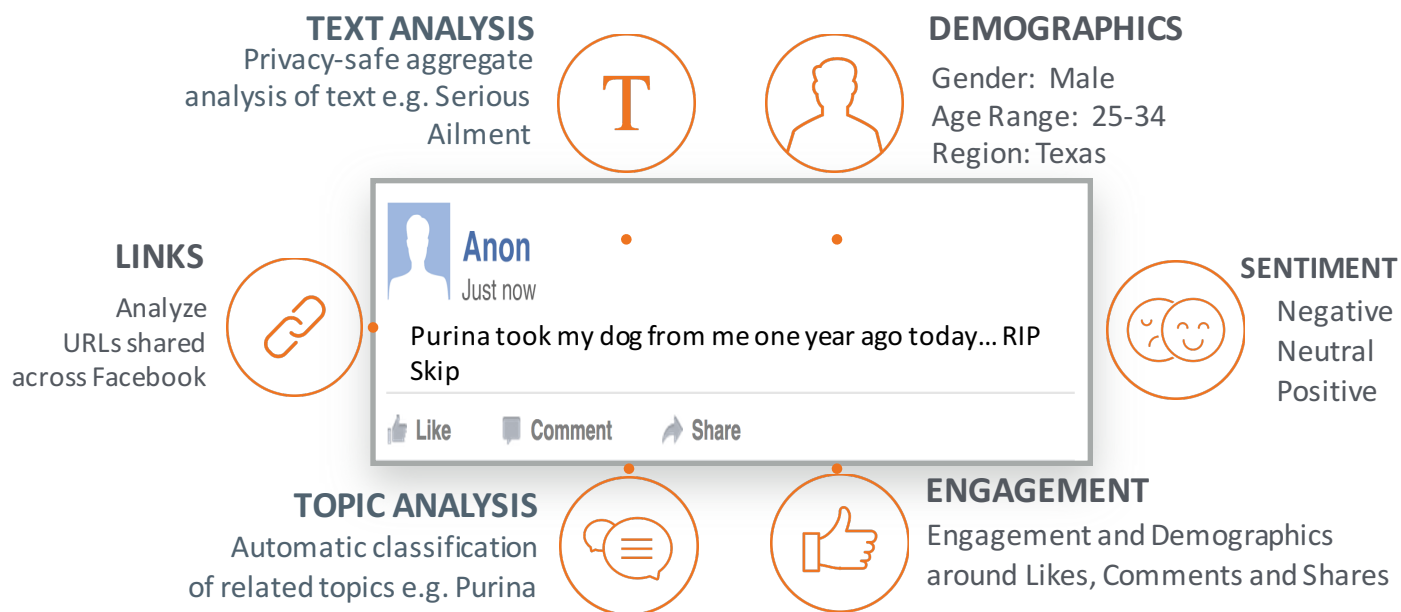 TEXT ANALYSIS
Privacy-safe aggregate
analysis of text e.g. Serious
Ailment
T
DEMOGRAPHICS
Gender: Male
Age Range: 25-34
Region: Texas
LINKS
Analyze
URLs shared
across Facebook
Anon
Just now
Purina took my dog from me one year ago today... RIP
Skip
Like Comment Share
SENTIMENT
Negative
Neutral
Positive
TOPIC ANALYSIS
Automatic classification
of related topics e.g. Purina
ENGAGEMENT
Engagement and Demographics
around Likes, Comments and Shares